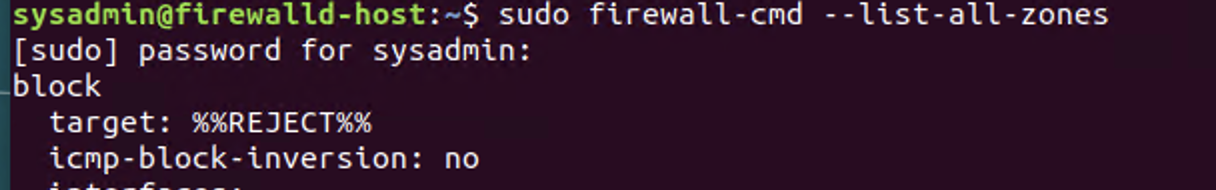 sysadmin@firewalld-host:~$ sudo firewall-cmd --list-all-zones
[sudo] password for sysadmin:
block
  target: %%REJECT%%
  icmp-block-inversion: no
  interfaces: